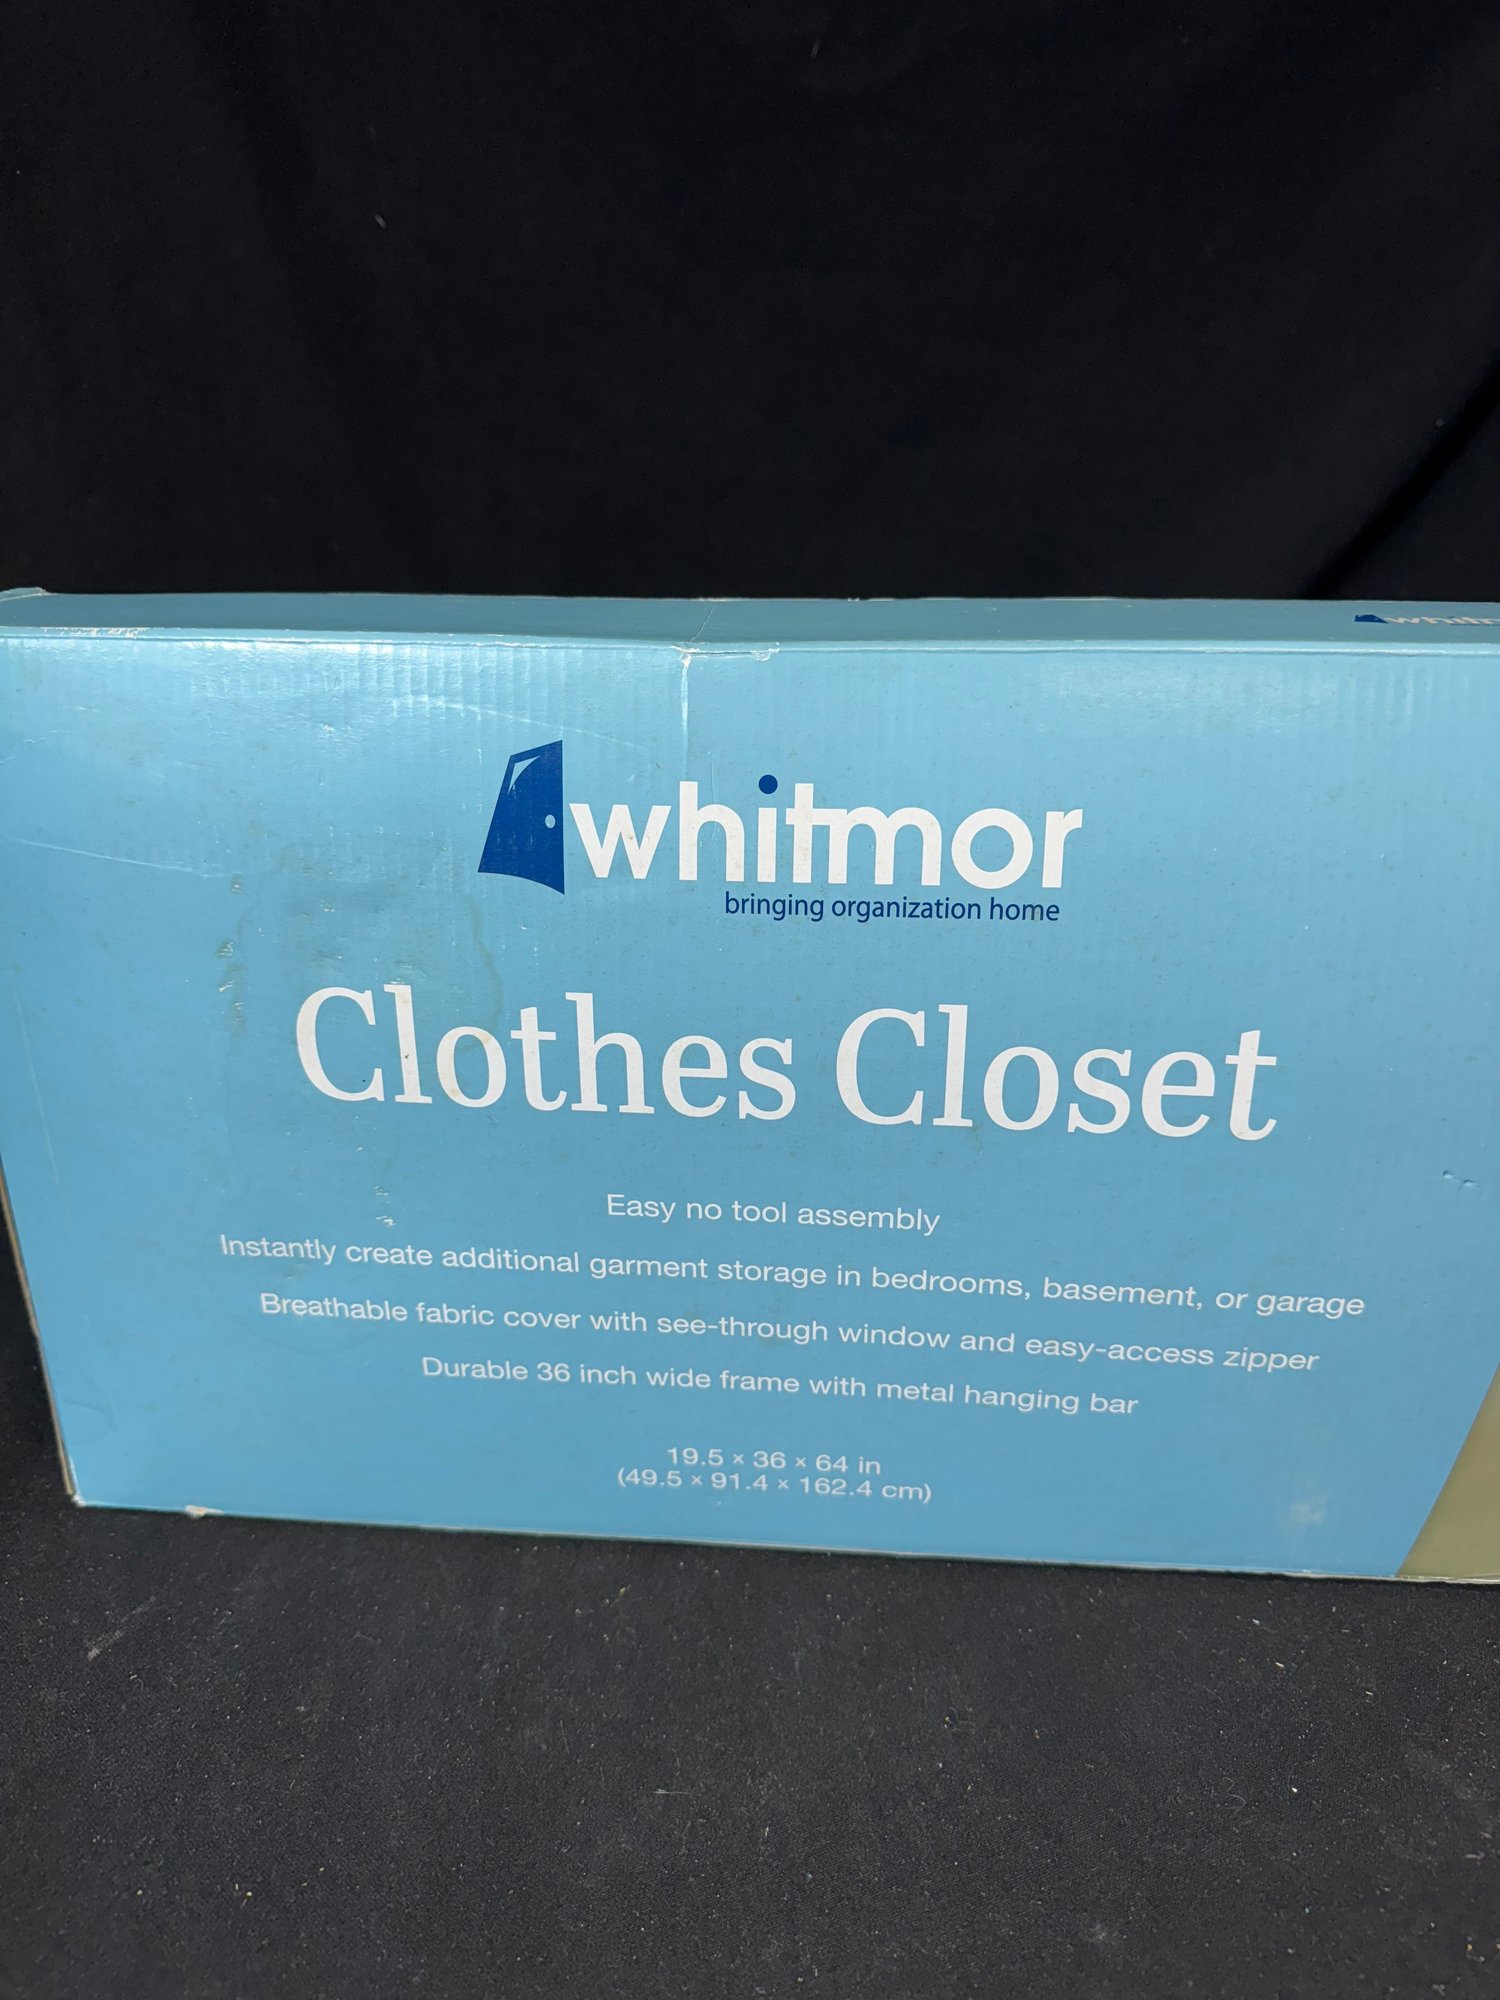 whitmor
whitmor
bringing organization home
Clothes Closet
Easy no tool assembly
Instantly create additional garment storage in bedrooms, basement, or garage
Breathable fabric cover with see-through window and easy-access zipper
Durable 36 inch wide frame with metal hanging bar
19.5 × 36 × 64 in
(49.5 × 91.4 × 162.4 cm)